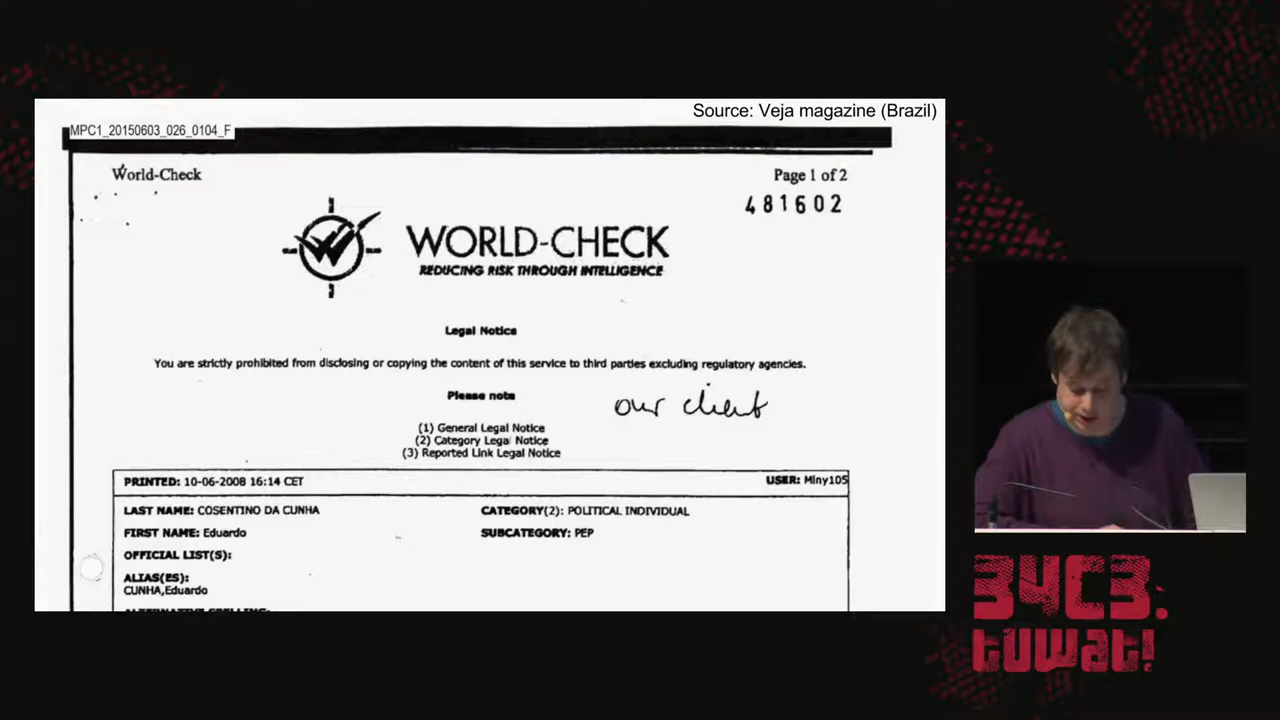 Source: Veja magazine (Brazil)
MPC1_20150603_026_0104_F
World-Check
Page 1 of 2
481602
WORLD-CHECK
REDUCING RISK THROUGH INTELLIGENCE
Legal Notice
You are strictly prohibited from disclosing or copying the content of this service to third parties excluding regulatory agencies.
Please note
our client
(1) General Legal Notice
(2) Category Legal Notice
(3) Reported Link Legal Notice
PRINTED: 10-06-2008 16:14 CET
USER: Miny105
LAST NAME: COSENTINO DA CUNHA
CATEGORY(2): POLITICAL INDIVIDUAL
FIRST NAME: Eduardo
SUBCATEGORY: PEP
OFFICIAL LIST(S):
ALIAS(ES):
CUNHA,Eduardo
ALTERNATIVE SPELLING:
34C3.
tuwat!